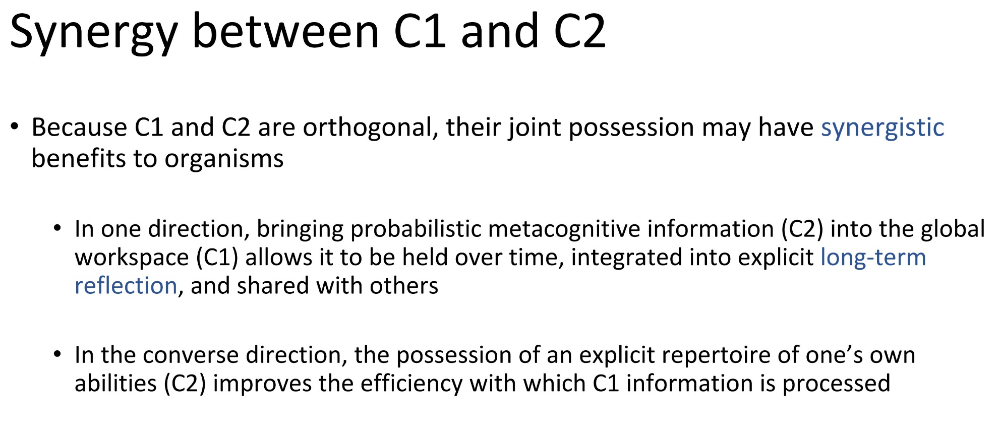 Synergy between C1 and C2
• Because C1 and C2 are orthogonal, their joint possession may have synergistic
benefits to organisms
• In one direction, bringing probabilistic metacognitive information (C2) into the global
workspace (C1) allows it to be held over time, integrated into explicit long-term
reflection, and shared with others
• In the converse direction, the possession of an explicit repertoire of one’s own
abilities (C2) improves the efficiency with which C1 information is processed